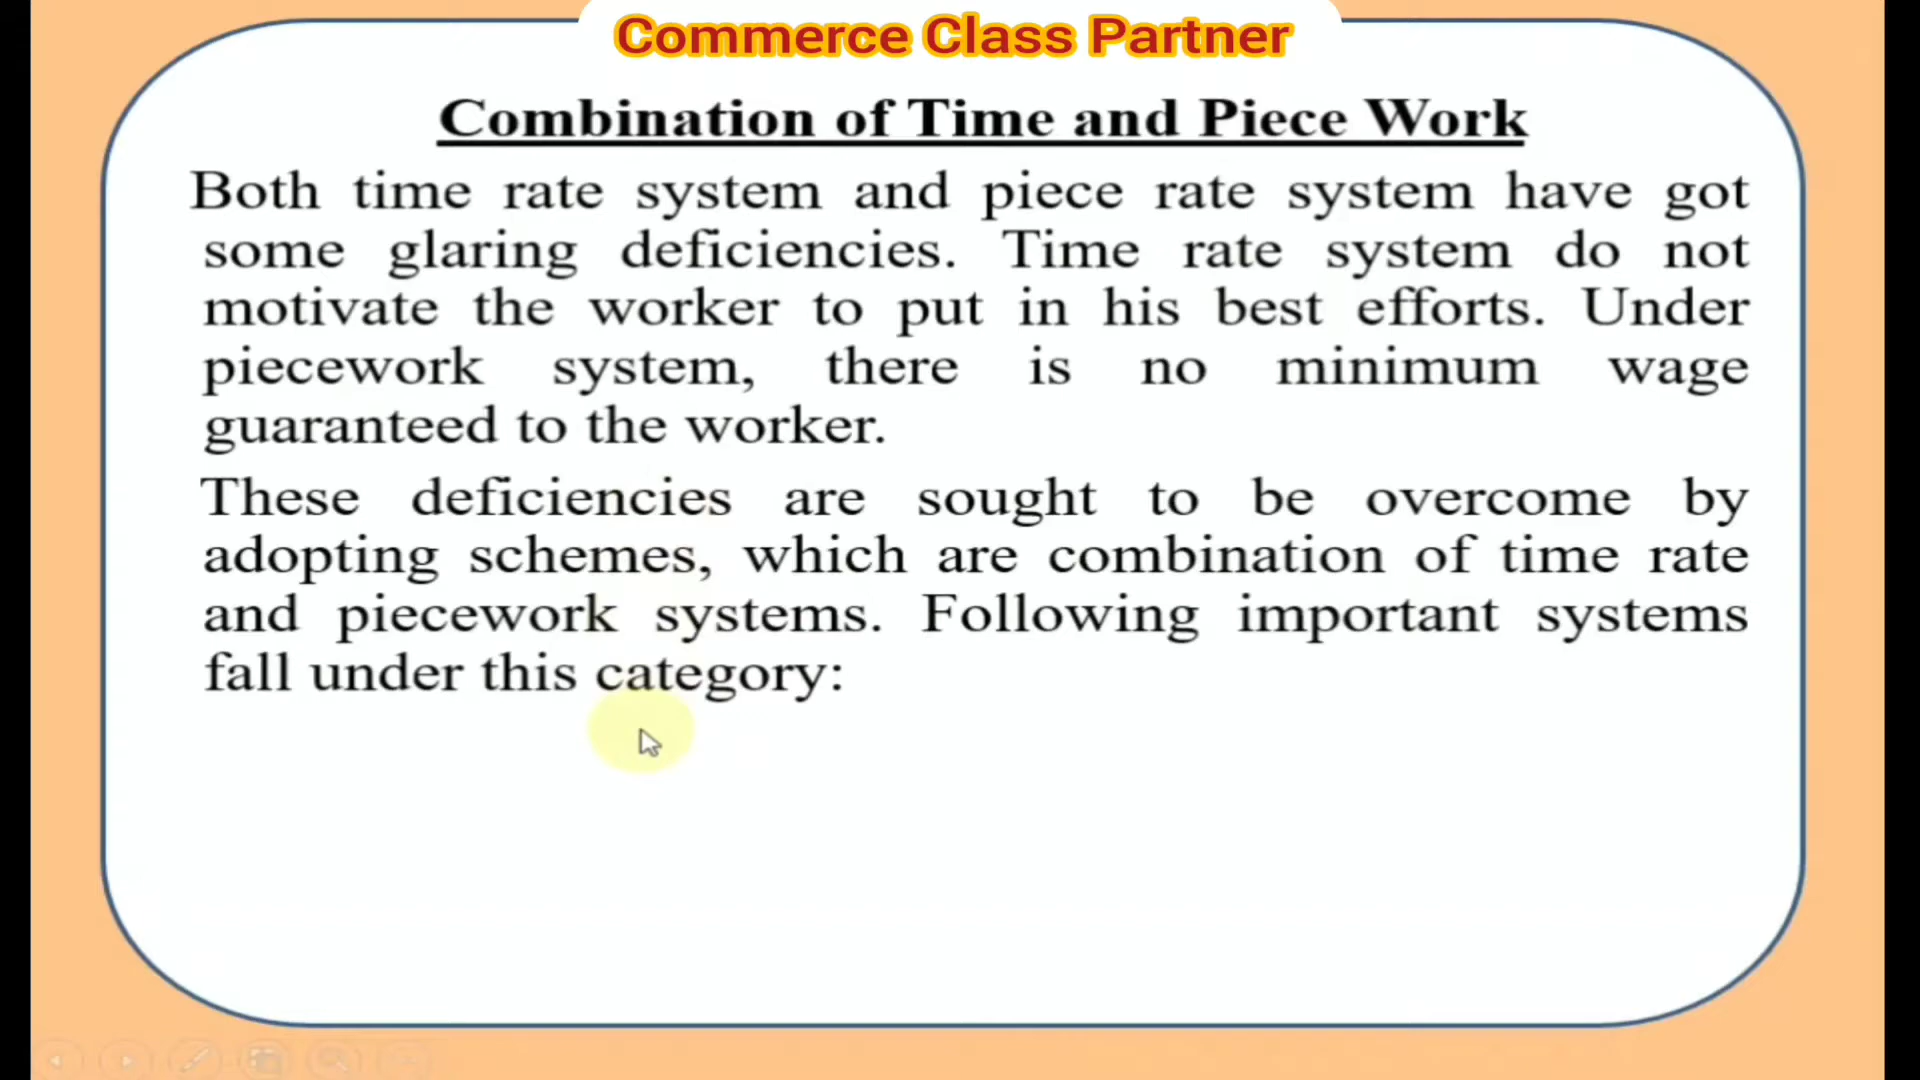 Commerce Class Partner
Combination of Time and Piece Work
Both time rate system and piece rate system have got
some glaring deficiencies. Time rate system do not
motivate the worker to put in his best efforts. Under
piecework system, there is no minimum wage
guaranteed to the worker.
These deficiencies are sought to be overcome by
adopting schemes, which are combination of time rate
and piecework systems. Following important systems
fall under this category: